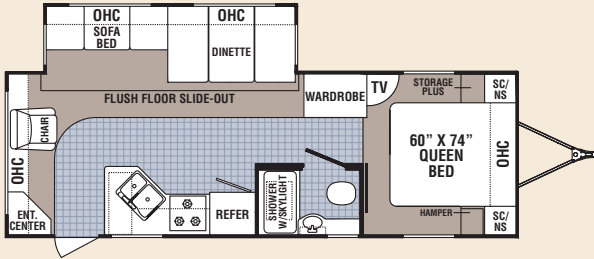 OHC
SOFA
BED
OHC
DINETTE
FLUSH FLOOR SLIDE-OUT
WARDROBE
TV
STORAGE
PLUS
SC/
NS
CHAIR
OHC
60” X 74”
QUEEN
BED
OHC
ENT.
CENTER
REFER
SHOWER
W/SKYLIGHT
HAMPER
SC/
NS